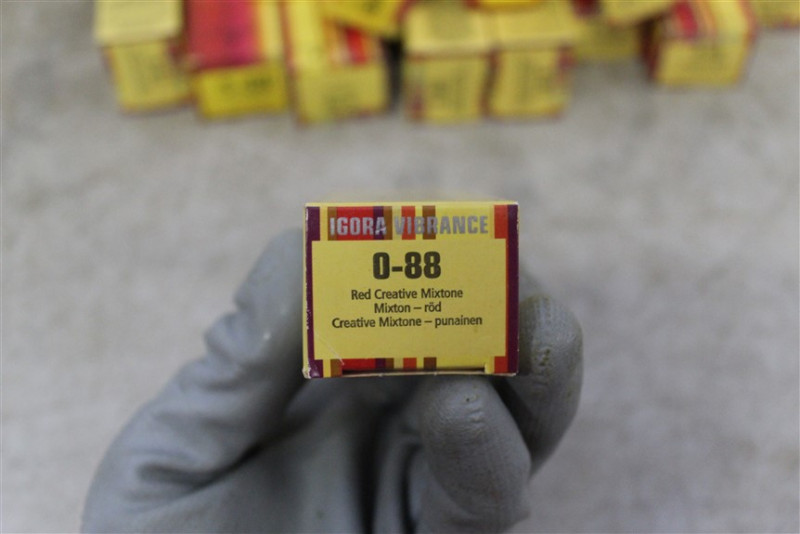 IGORA VIBRANCE
0-88
Red Creative Mixtone
Mixton – röd
Creative Mixtone – punainen